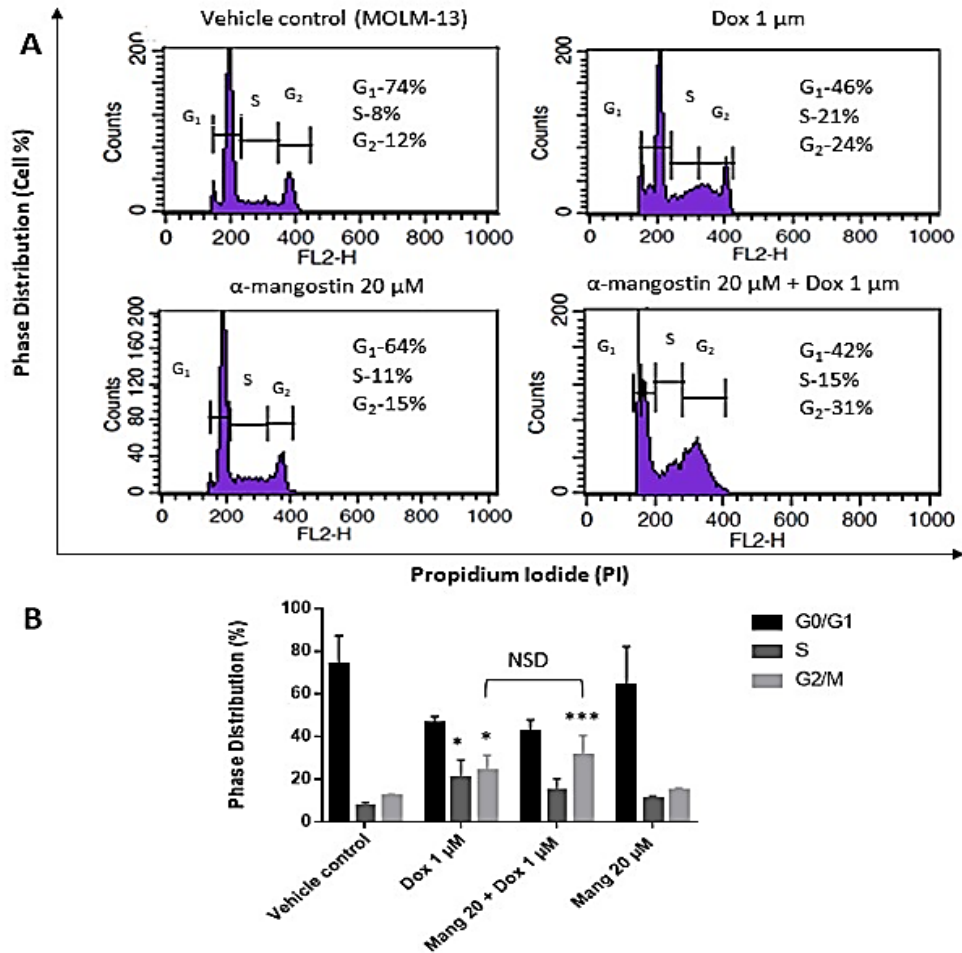 A
Phase Distribution (Cell %)
Vehicle control (MOLM-13)
200
0
Counts
G₁
S
G₂
G₁-74%
S-8%
G₂-12%
0 200 400 600 800 1000
FL2-H
Dox 1 µm
200
0
Counts
G₁
S
G₂
G₁-46%
S-21%
G₂-24%
0 200 400 600 800 1000
FL2-H
α-mangostin 20 µM
200
160
120
80
40
0
Counts
G₁
S
G₂
G₁-64%
S-11%
G₂-15%
0 200 400 600 800 1000
FL2-H
α-mangostin 20 µM + Dox 1 µm
200
0
Counts
G₁
S
G₂
G₁-42%
S-15%
G₂-31%
0 200 400 600 800 1000
FL2-H
Propidium Iodide (PI)
B
Phase Distribution (%)
100
80
60
40
20
0
NSD
*
*
***
G0/G1
S
G2/M
Vehicle control
Dox 1 µM
Mang 20 + Dox 1 µM
Mang 20 µM